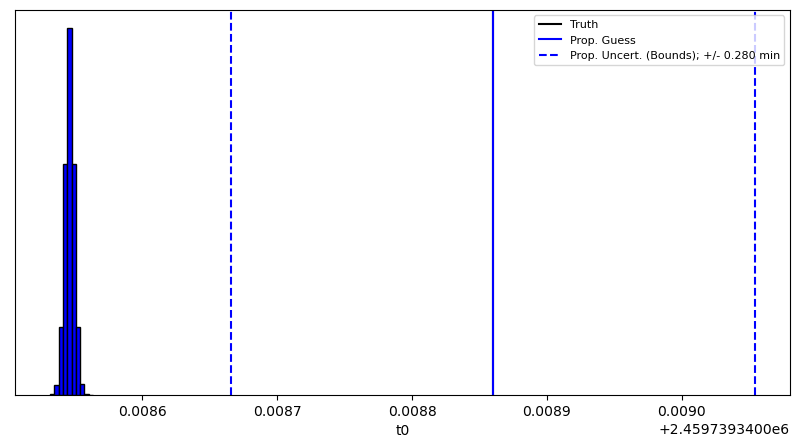 Truth
Prop. Guess
Prop. Uncert. (Bounds); +/- 0.280 min
0.0086 0.0087 0.0088 0.0089 0.0090
t0
+2.4597393400e6